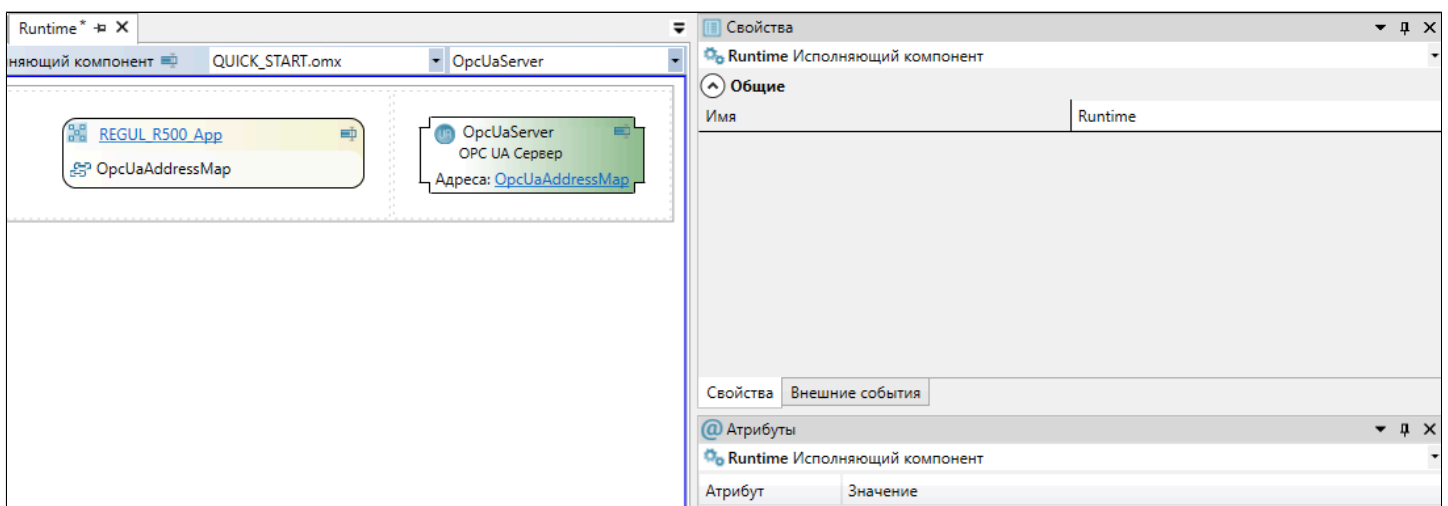 Runtime*
няющий компонент QUICK_START.omx OpcUaServer
REGUL_R500_App
OpcUaAddressMap
OpcUaServer
OPC UA Сервер
Адреса: OpcUaAddressMap
Свойства
Runtime Исполняющий компонент
Общие
Имя Runtime
Свойства Внешние события
@ Атрибуты
Runtime Исполняющий компонент
Атрибут Значение